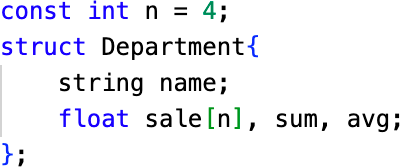 const int n = 4;
struct Department{
    string name;
    float sale[n], sum, avg;
};